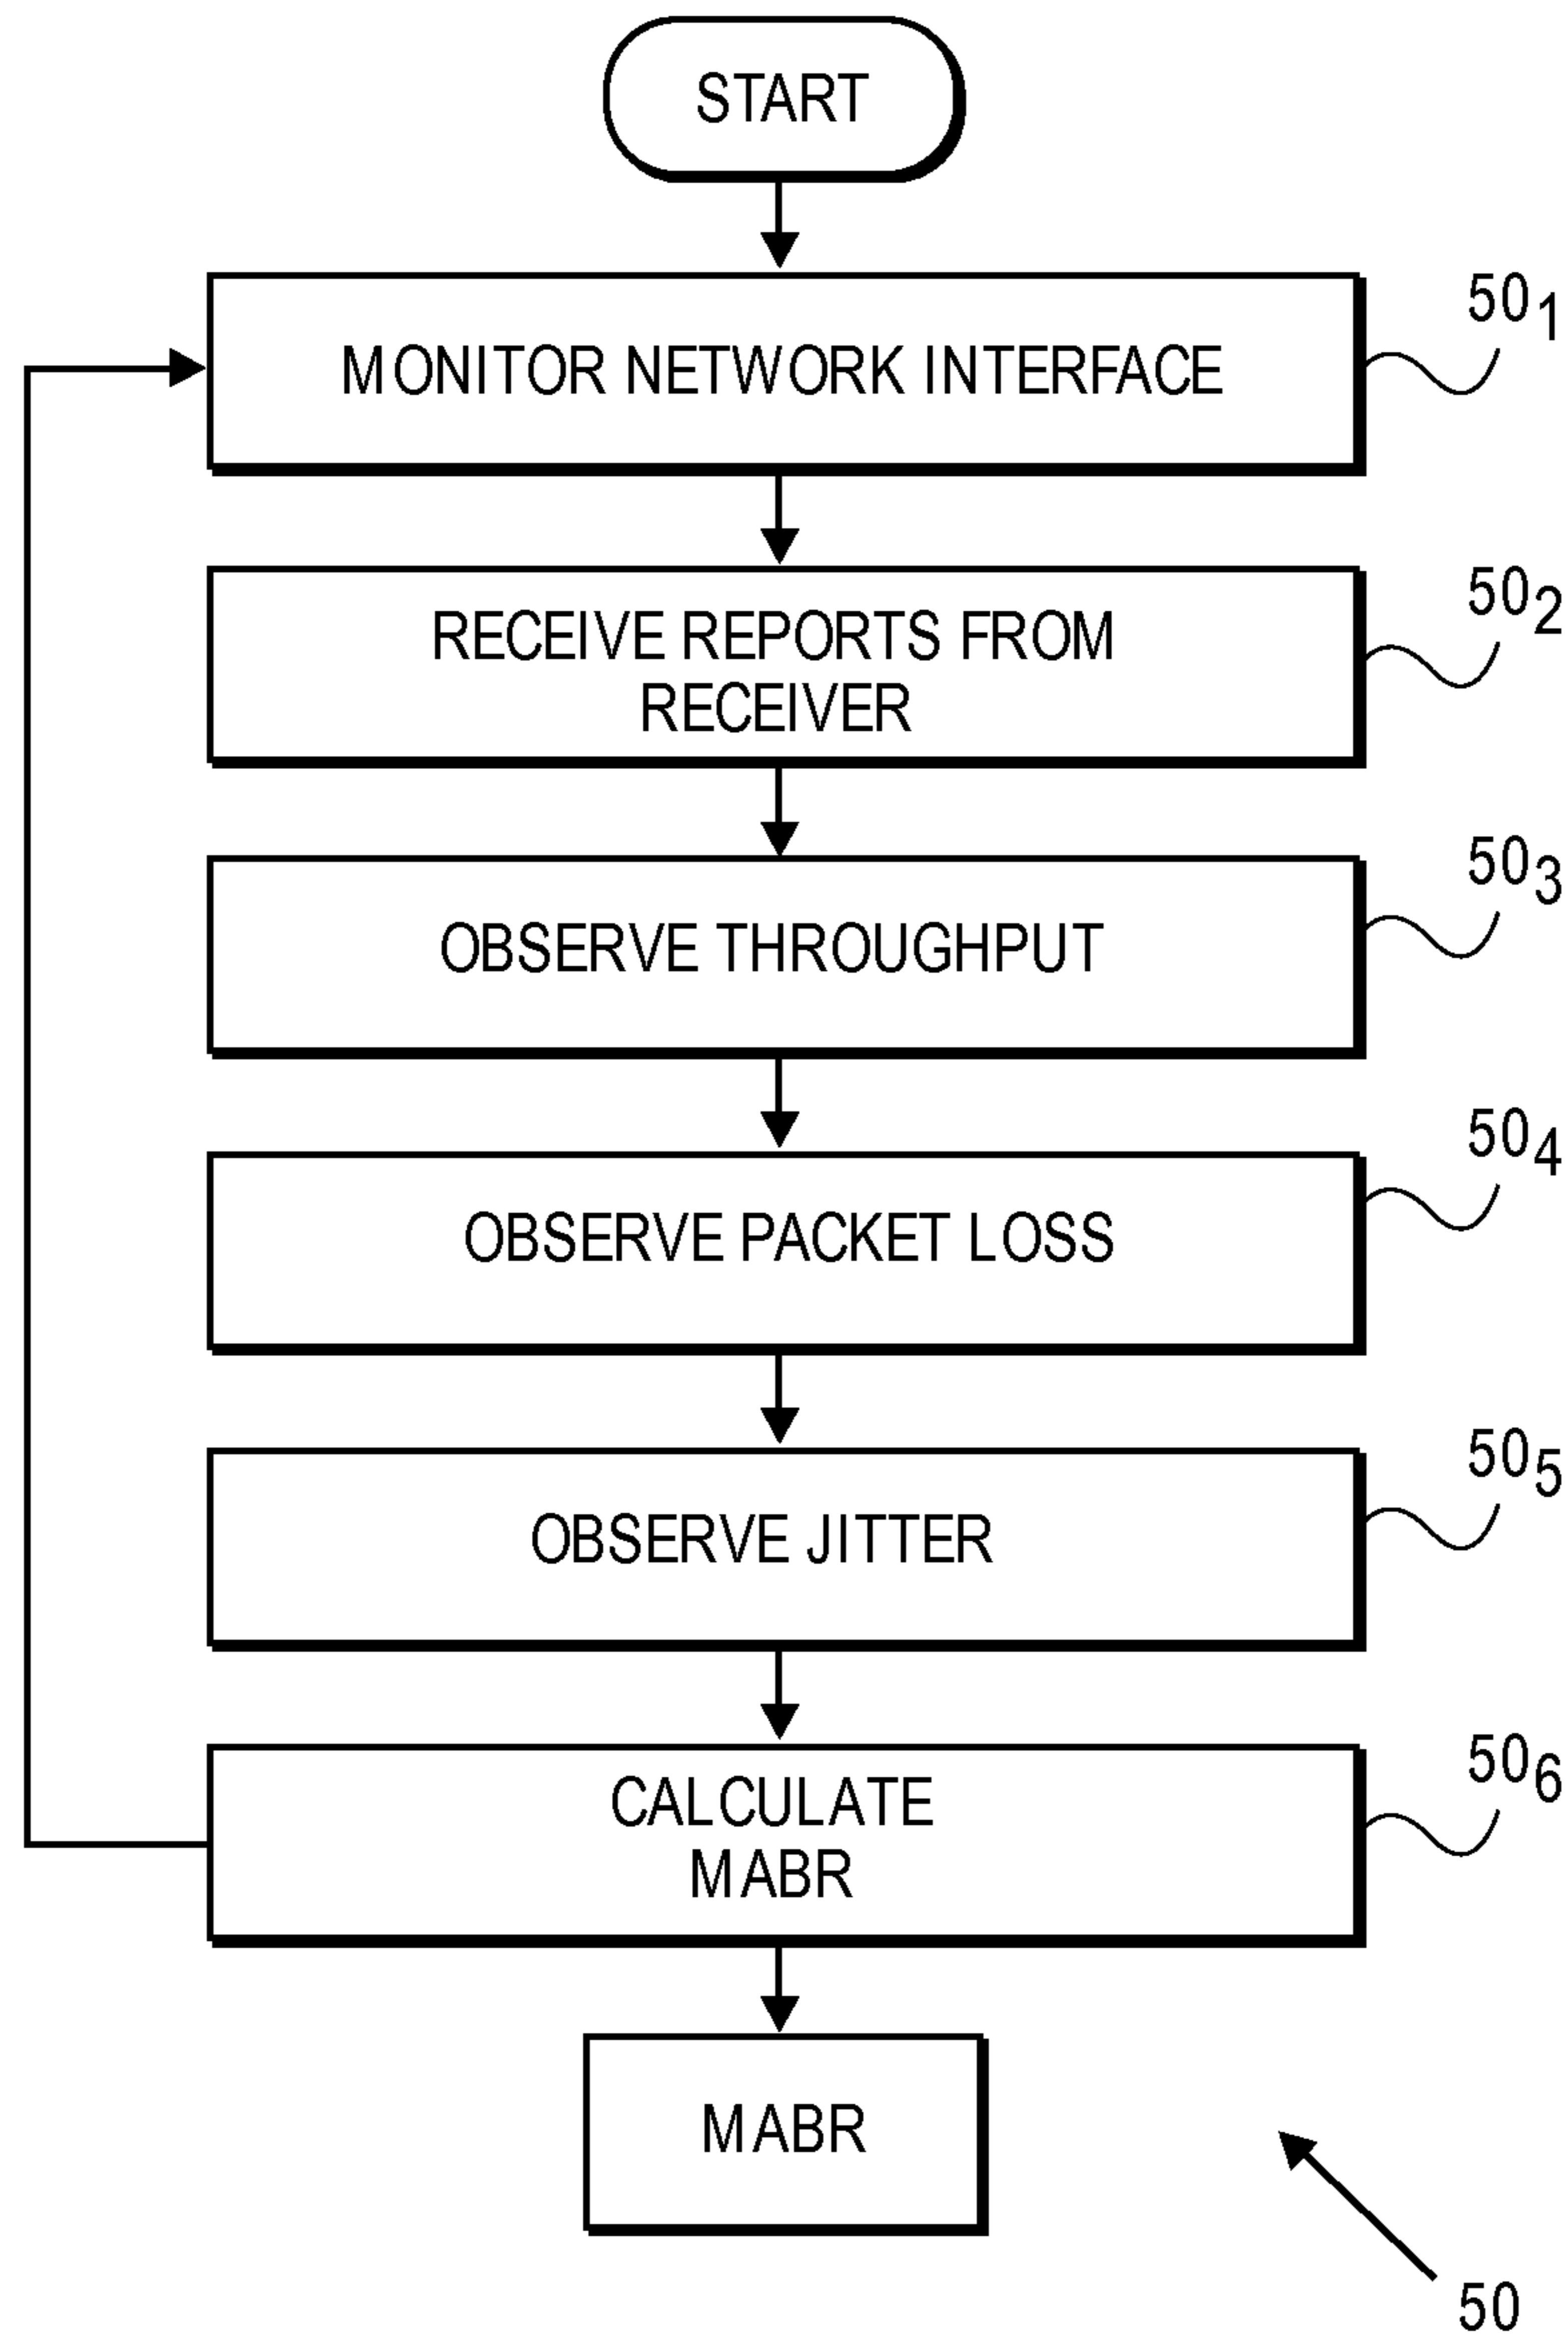 START
MONITOR NETWORK INTERFACE
50₁
RECEIVE REPORTS FROM
RECEIVER
50₂
OBSERVE THROUGHPUT
50₃
OBSERVE PACKET LOSS
50₄
OBSERVE JITTER
50₅
CALCULATE
MABR
50₆
MABR
50